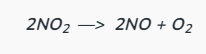 2NO₂ —> 2NO + O₂